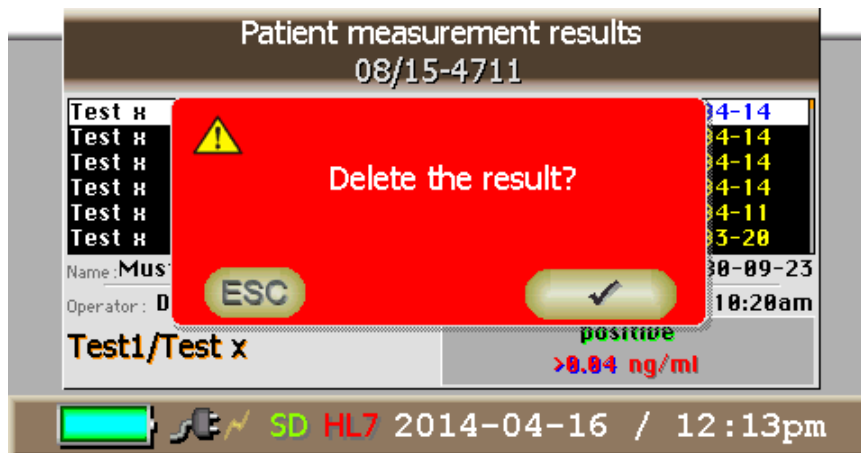 Patient measurement results
08/15-4711
Test x 4-14
Test x 4-14
Test x 4-14
Test x 4-14
Test x 4-11
Test x 3-20
Delete the result?
Name: Mus 0-09-23
Operator: D 10:20am
ESC
Test1/Test x
positive
>0.04 ng/ml
SD HL7 2014-04-16 / 12:13pm